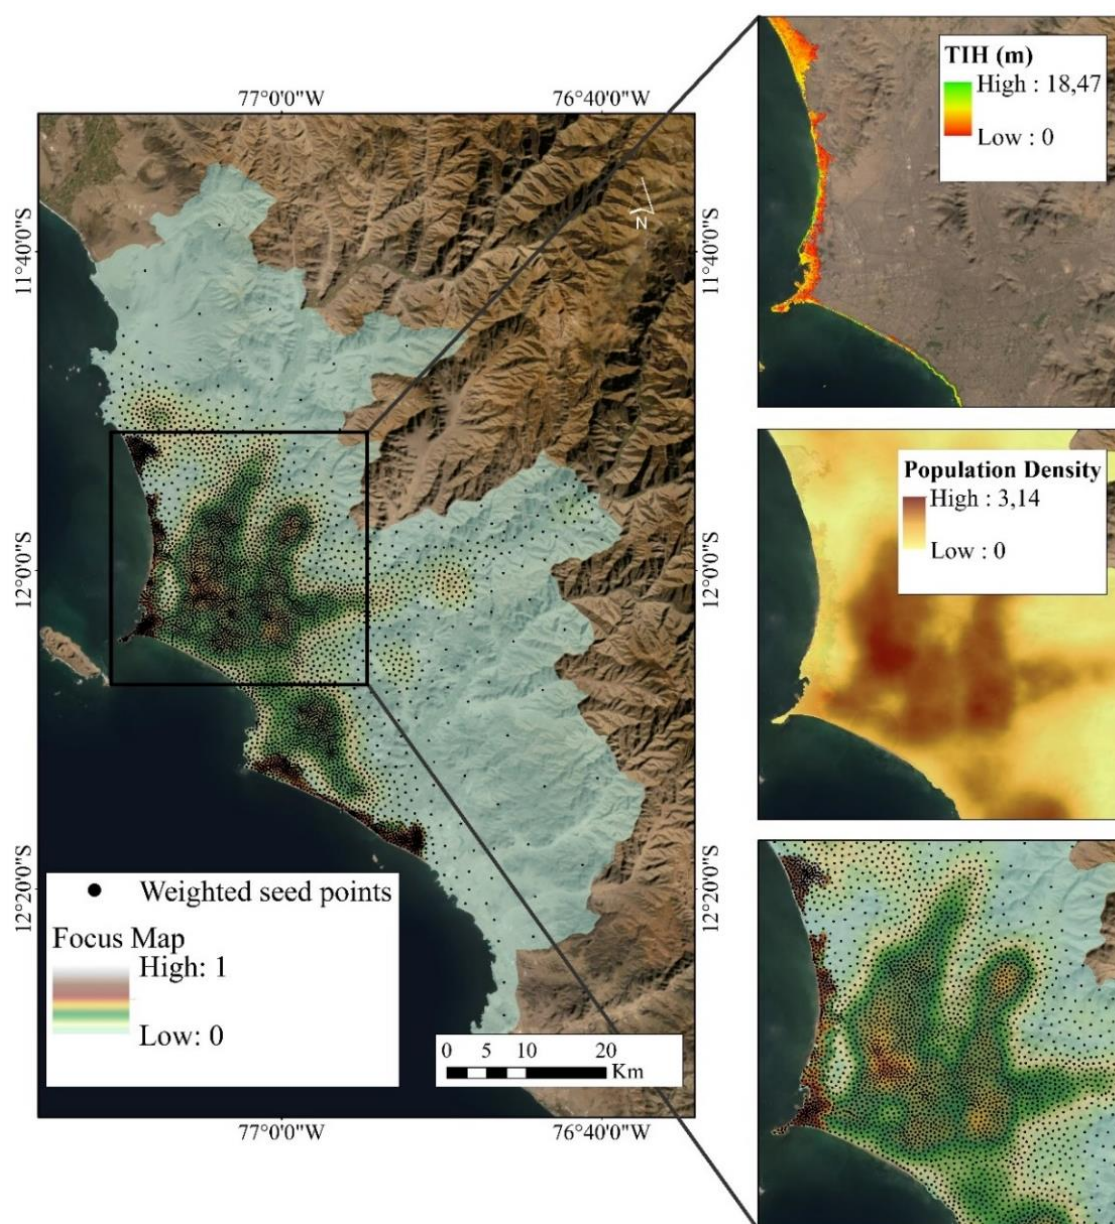 77°0'0"W
76°40'0"W
11°40'0"S
11°40'0"S
12°0'0"S
12°0'0"S
12°20'0"S
12°20'0"S
N
Weighted seed points
Focus Map
High: 1
Low: 0
0 5 10 20
Km
77°0'0"W
76°40'0"W
TIH (m)
High : 18,47
Low : 0
Population Density
High : 3,14
Low : 0